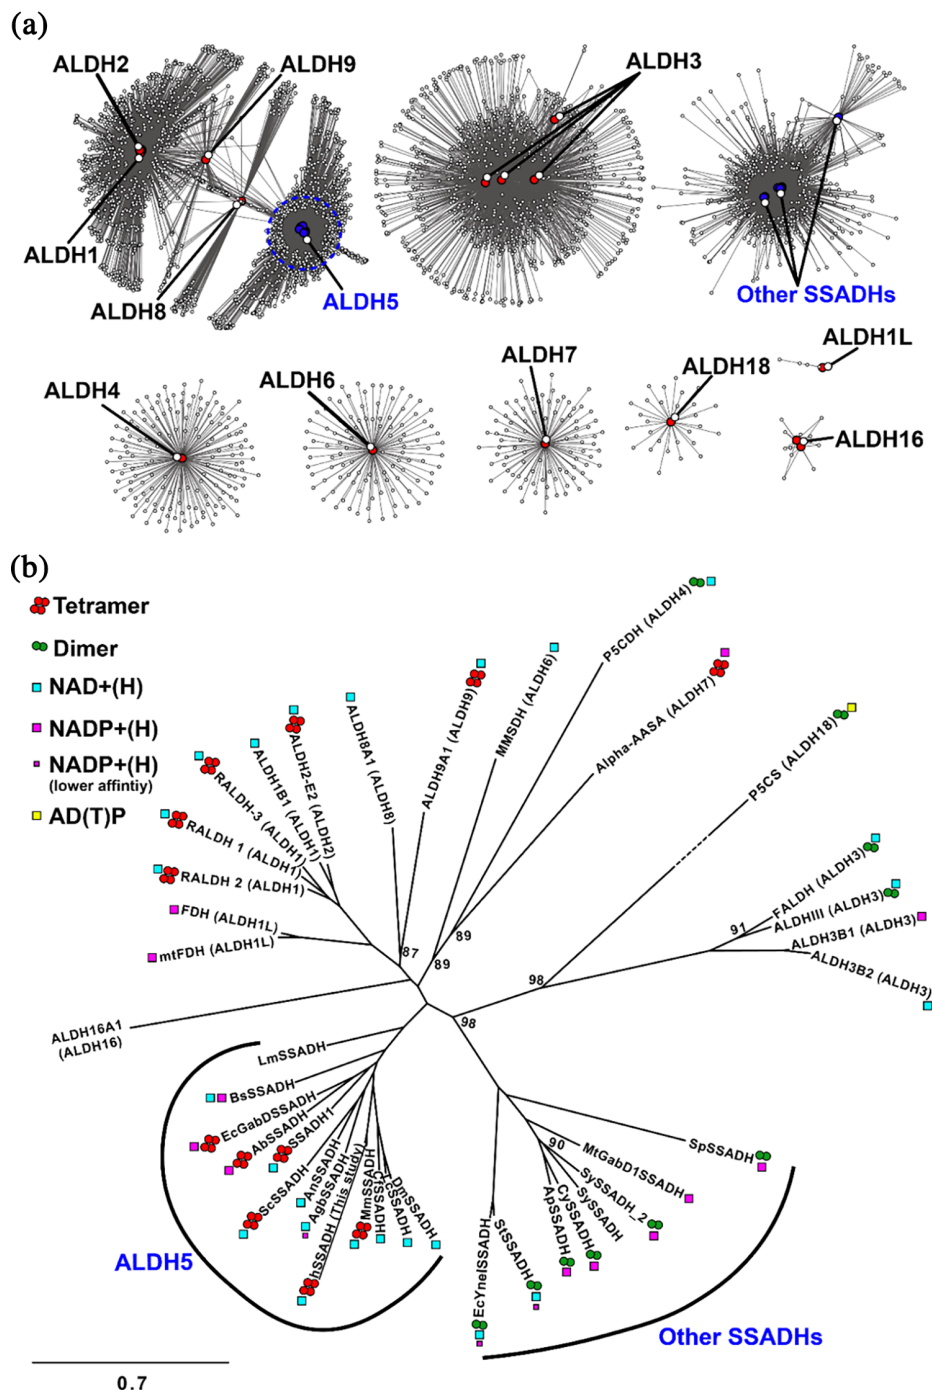 (a)
ALDH2
ALDH9
ALDH3
ALDH1
ALDH8
ALDH5
Other SSADHs
ALDH4
ALDH6
ALDH7
ALDH18
ALDH1L
ALDH16
(b)
Tetramer
Dimer
NAD+(H)
NADP+(H)
NADP+(H)
(lower affintiy)
AD(T)P
P5CDH (ALDH4)
Alpha-AASA (ALDH7)
MMSDH (ALDH6)
ALDH9A1 (ALDH9)
ALDH8A1 (ALDH8)
ALDH2-E2 (ALDH2)
ALDH1B1 (ALDH1)
RALDH-3 (ALDH1)
RALDH 1 (ALDH1)
RALDH 2 (ALDH1)
FDH (ALDH1L)
mtFDH (ALDH1L)
P5CS (ALDH18)
FALDH (ALDH3)
ALDHIII (ALDH3)
ALDH3B1 (ALDH3)
ALDH3B2 (ALDH3)
91
89
87
89
98
98
ALDH16A1
(ALDH16)
LmSSADH
BsSSADH
EcGabDSSADH
AbSSADH
SSADH1
ScSSADH
AnSSADH
AgbSSADH
hSSADH (This study)
MmSSADH
DmSSADH
ALDH5
90
SpSSADH
MtGabD1SSADH
SySSADH_2
SySSADH
CySSADH
ApSSADH
StSSADH
EcYneISSADH
Other SSADHs
0.7